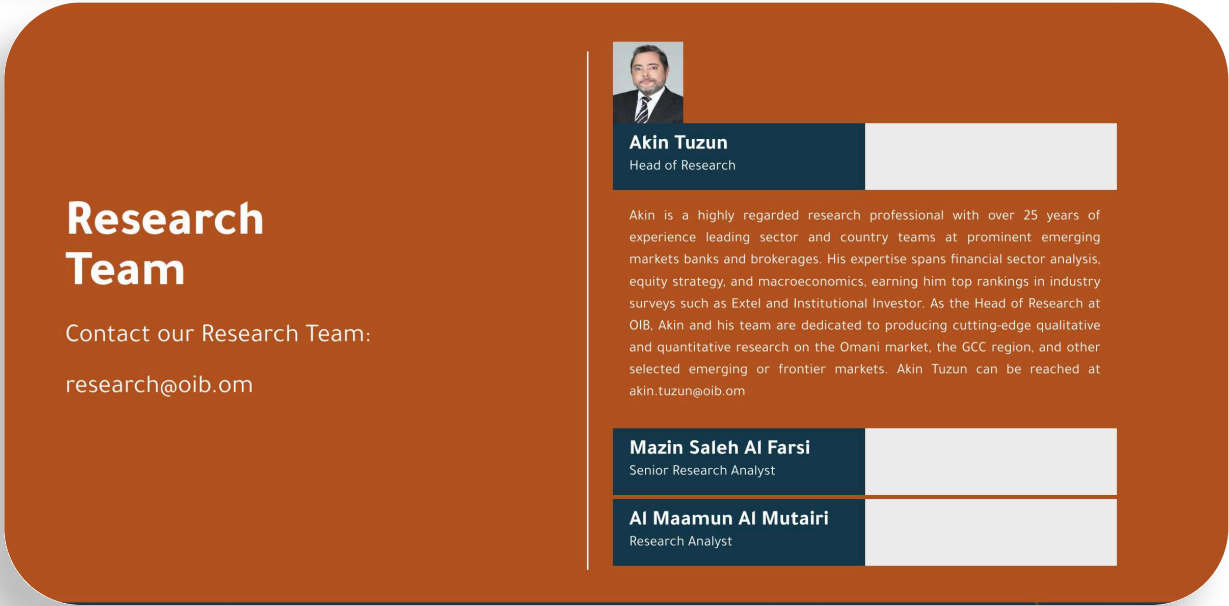 Research
Team
Contact our Research Team:
research@oib.om
Akin Tuzun
Head of Research
Akin is a highly regarded research professional with over 25 years of
experience leading sector and country teams at prominent emerging
markets banks and brokerages. His expertise spans financial sector analysis,
equity strategy, and macroeconomics, earning him top rankings in industry
surveys such as Extel and Institutional Investor. As the Head of Research at
OIB, Akin and his team are dedicated to producing cutting-edge qualitative
and quantitative research on the Omani market, the GCC region, and other
selected emerging or frontier markets. Akin Tuzun can be reached at
akin.tuzun@oib.om
Mazin Saleh Al Farsi
Senior Research Analyst
Al Maamun Al Mutairi
Research Analyst